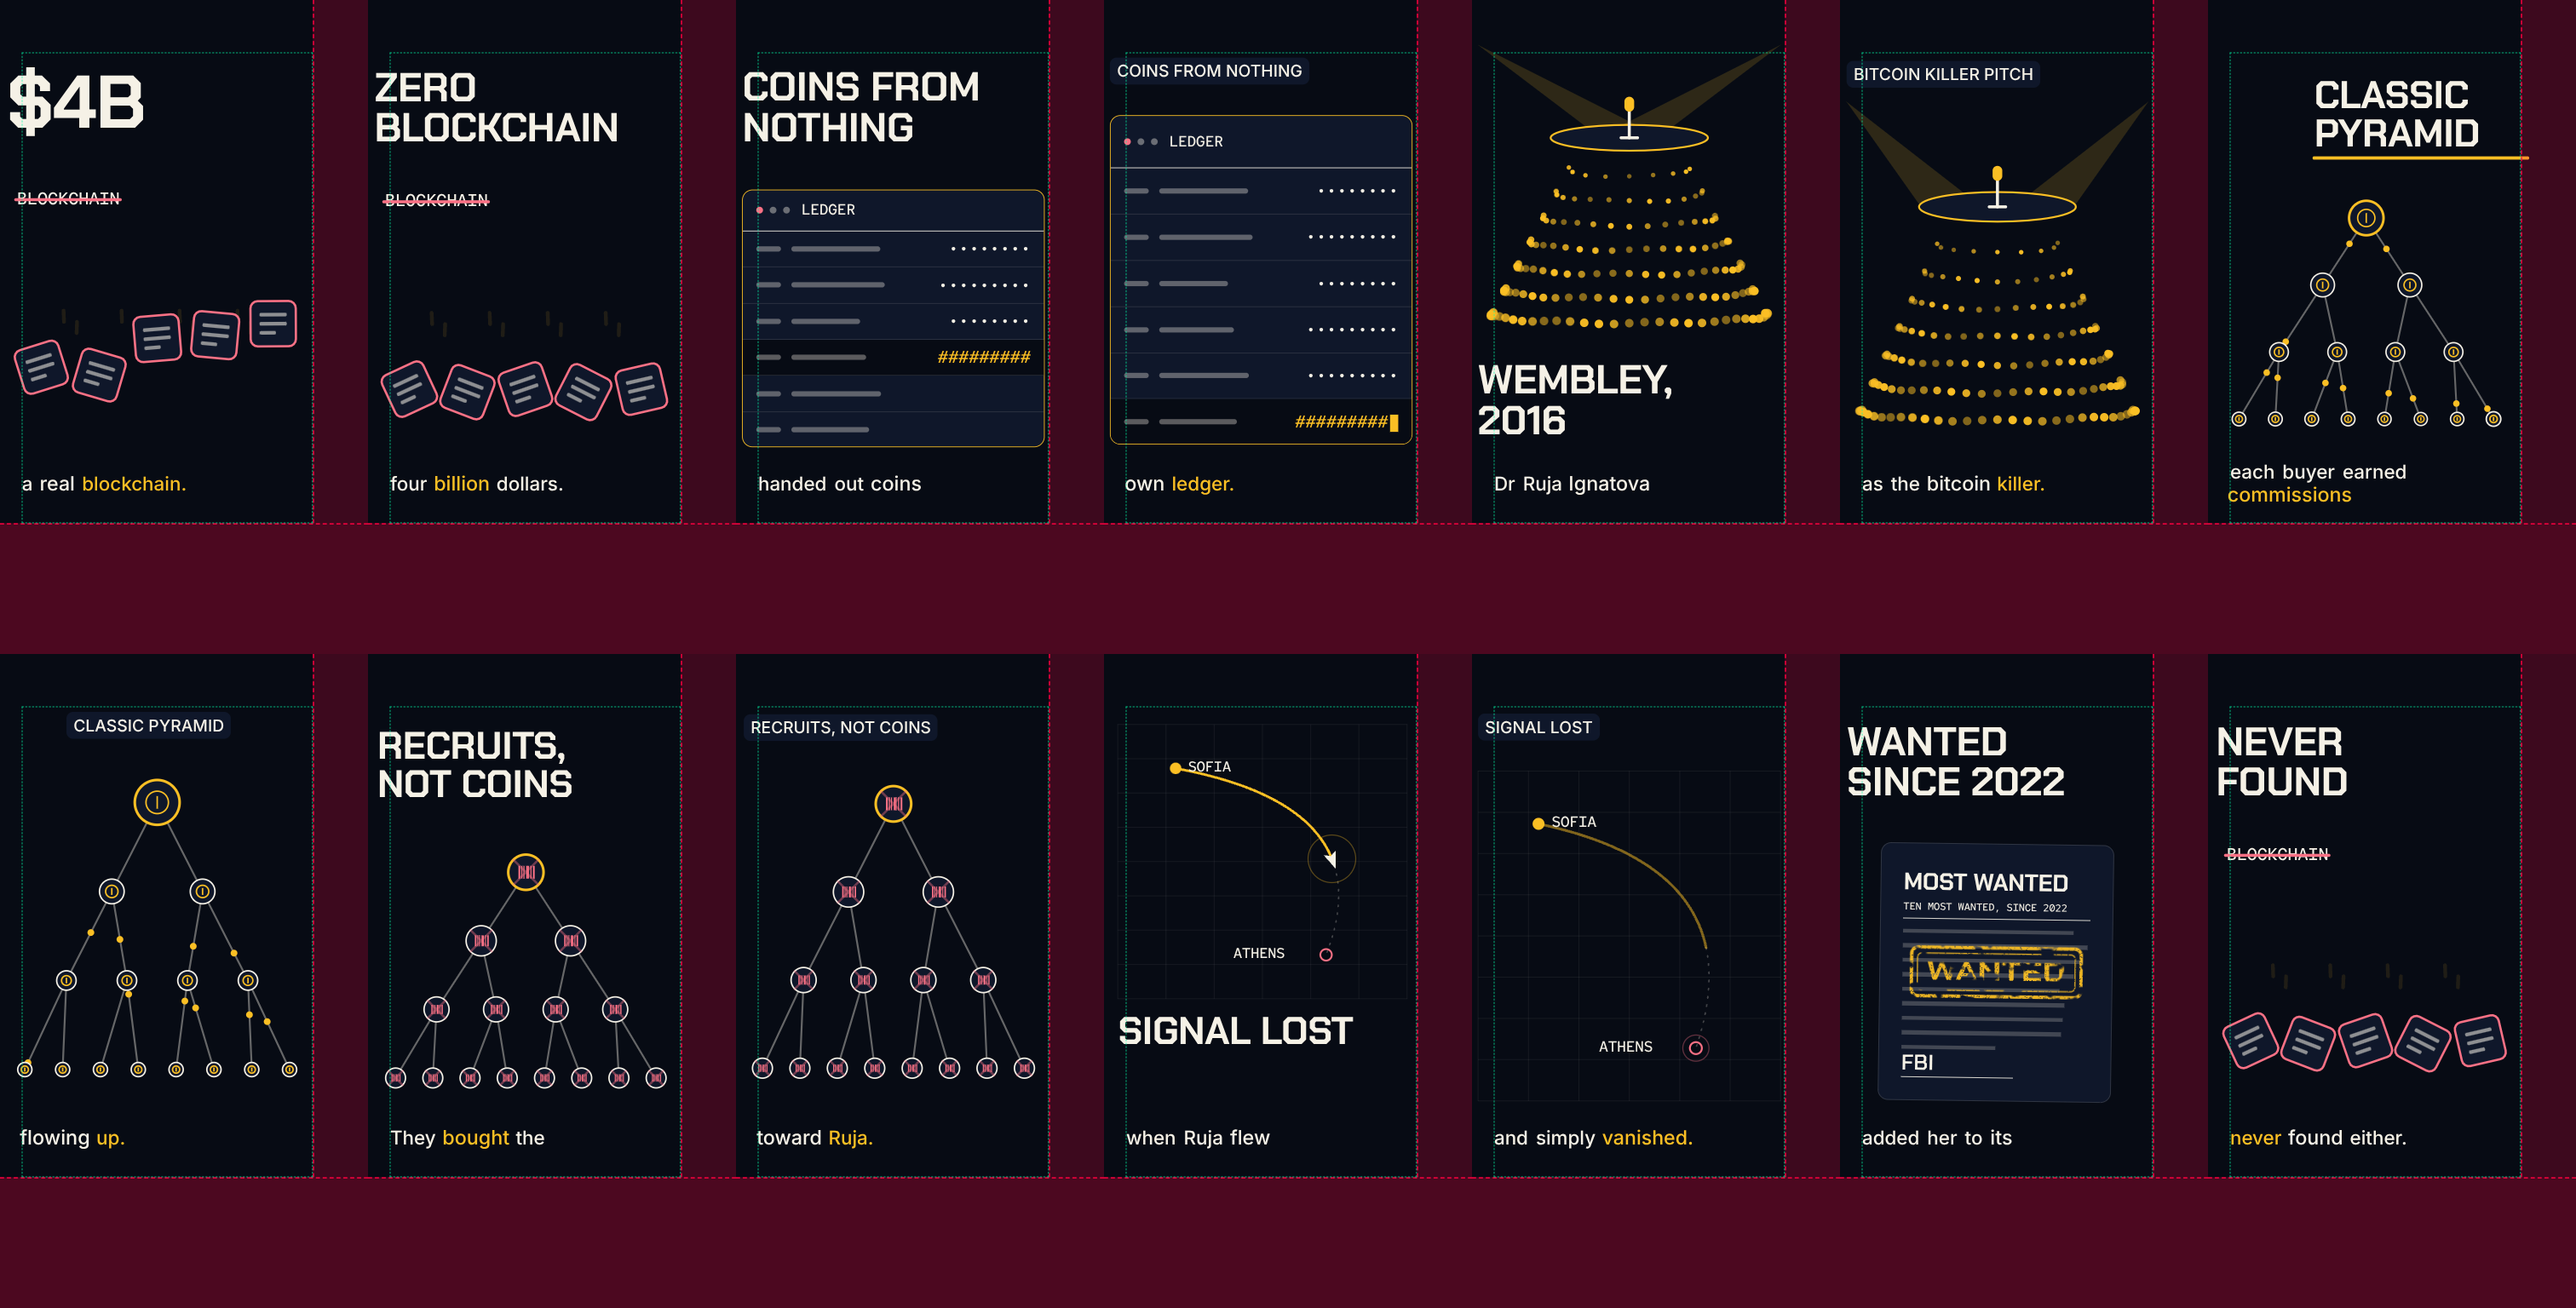 $4B
BLOCKCHAIN
a real blockchain.
ZERO
BLOCKCHAIN
BLOCKCHAIN
four billion dollars.
COINS FROM
NOTHING
LEDGER
#########
handed out coins
COINS FROM NOTHING
LEDGER
#########
own ledger.
WEMBLEY,
2016
Dr Ruja Ignatova
BITCOIN KILLER PITCH
as the bitcoin killer.
CLASSIC
PYRAMID
each buyer earned
commissions
CLASSIC PYRAMID
flowing up.
RECRUITS,
NOT COINS
They bought the
RECRUITS, NOT COINS
toward Ruja.
SOFIA
ATHENS
SIGNAL LOST
when Ruja flew
SIGNAL LOST
SOFIA
ATHENS
and simply vanished.
WANTED
SINCE 2022
MOST WANTED
TEN MOST WANTED, SINCE 2022
WANTED
FBI
added her to its
NEVER
FOUND
BLOCKCHAIN
never found either.